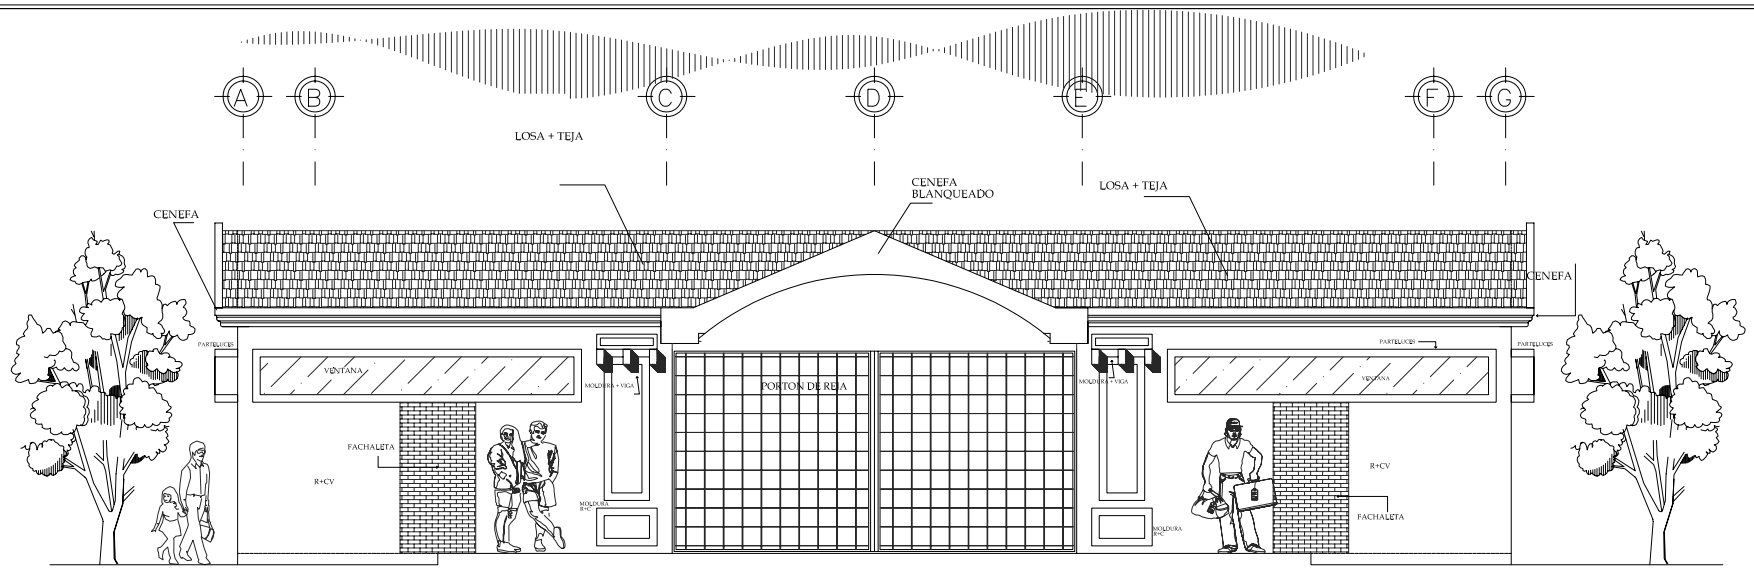 A
B
C
D
E
F
G
LOSA + TEJA
CENEFA
BLANQUEADO
LOSA + TEJA
CENEFA
CENEFA
PARTELUCES
PARTELUCES
PARTELUCES
VENTANA
MOLDURA + VIGA
PORTON DE REJA
MOLDURA + VIGA
VENTANA
FACHALETA
R+CV
R+CV
MOLDURA
R+C
FACHALETA
MOLDURA
R+C